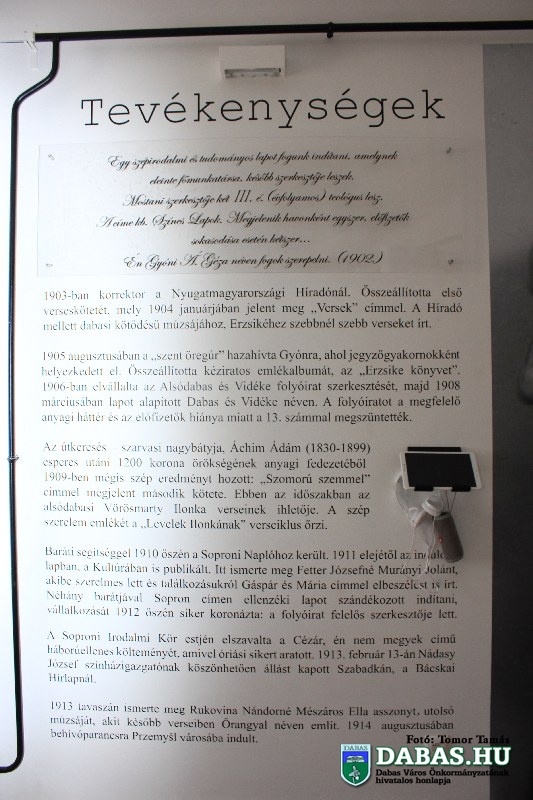 Tevékenységek
Egy szépirodalmi és tudományos lapot fogunk indítani, amelynek
eleinte főmunkatársa, később szerkesztője leszek.
Mostani szerkesztője két III. é. (évfolyamos) teológus lesz.
A címe kb. Színes Lapok. Megjelenik havonként egyszer, előfizetők
sokasodása esetén kétszer...
Én Gyóni Á. Géza néven fogok szerepelni. (1902)
1903-ban korrektor a Nyugatmagyarországi Híradónál. Összeállította első
verseskötetét, mely 1904 januárjában jelent meg „Versek” címmel. A Híradó
mellett dabasi kötődésű múzsájához, Erzsikéhez szebbnél szebb verseket írt.
1905 augusztusában a „szent öregúr” hazahívta Gyónra, ahol jegyzőgyakornokként
helyezkedett el. Összeállította kéziratos emlékalbumát, az „Erzsike könyvet”.
1906-ban elvállalta az Alsódabas és Vidéke folyóirat szerkesztését, majd 1908
márciusában lapot alapított Dabas és Vidéke néven. A folyóiratot a megfelelő
anyagi háttér és az előfizetők hiánya miatt a 13. számmal megszüntették.
Az útkeresés szarvasi nagybátyja, Áchim Ádám (1830-1899)
esperes utáni 1200 korona örökségének anyagi fedezetéből
1909-ben mégis szép eredményt hozott: „Szomorú szemmel”
címmel megjelent második kötete. Ebben az időszakban az
alsódabasi Vörösmarty Ilonka verseinek ihletője. A szép
szerelem emlékét a „Levelek Ilonkának” versciklus őrzi.
Baráti segítséggel 1910 őszén a Soproni Naplóhoz került. 1911 elejétől az
lapban, a Kultúrában is publikált. Itt ismerte meg Fetter Józsefné Murányi Jolánt,
akibe szerelmes lett és találkozásukról Gáspár és Mária címmel elbeszélést is írt.
Néhány barátjával Sopron címen ellenzéki lapot szándékozott indítani,
vállalkozását 1912 őszén siker koronázta: a folyóirat felelős szerkesztője lett.
A Soproni Irodalmi Kör estjén elszavalta a Cézár, én nem megyek című
háborúellenes költeményét, amivel óriási sikert aratott. 1913. február 13-án Nádasy
József színházigazgatónak köszönhetően állást kapott Szabadkán, a Bácskai
Hírlapnál.
1913 tavaszán ismerte meg Rukovina Nándorné Mészáros Ella asszonyt, utolsó
múzsáját, akit később verseiben Őrangyal néven említ. 1914 augusztusában
behívóparancsra Przemyśl városába indult.
Fotó: Tomor Tamás
DABAS
DABAS.HU
Dabas Város Önkormányzatának
hivatalos honlapja